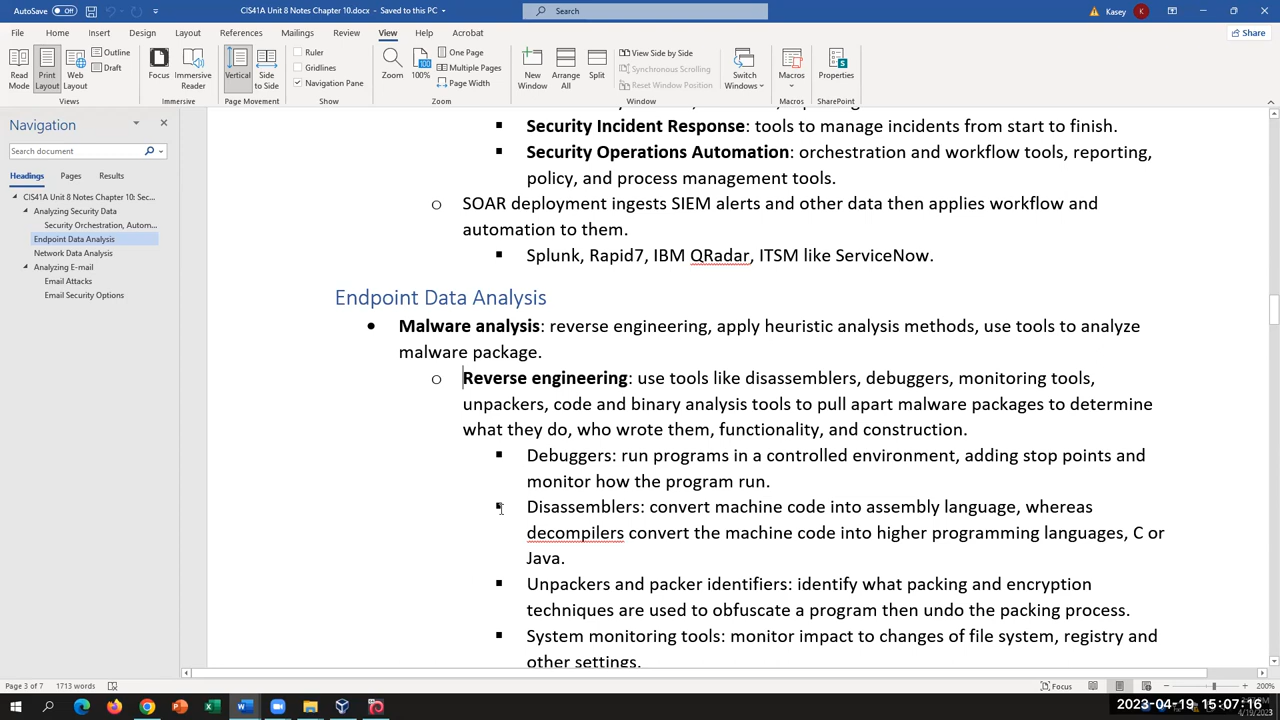 AutoSave Off CIS41A Unit 8 Notes Chapter 10.docx - Saved to this PC Search Kasey K
File Home Insert Design Layout References Mailings Review View Help Acrobat Share
Read Mode Print Layout Web Layout Outline Draft Focus Immersive Reader Vertical Side to Side Ruler Gridlines Navigation Pane Zoom 100% One Page Multiple Pages Page Width New Window Arrange All Split View Side by Side Synchronous Scrolling Reset Window Position Switch Windows Macros Properties
Views Immersive Page Movement Show Zoom Window Macros SharePoint
Navigation
Search document
Headings Pages Results
CIS41A Unit 8 Notes Chapter 10: Sec...
Analyzing Security Data
Security Orchestration, Autom...
Endpoint Data Analysis
Network Data Analysis
Analyzing E-mail
Email Attacks
Email Security Options
Security Incident Response: tools to manage incidents from start to finish.
Security Operations Automation: orchestration and workflow tools, reporting,
policy, and process management tools.
SOAR deployment ingests SIEM alerts and other data then applies workflow and
automation to them.
Splunk, Rapid7, IBM QRadar, ITSM like ServiceNow.
Endpoint Data Analysis
Malware analysis: reverse engineering, apply heuristic analysis methods, use tools to analyze
malware package.
Reverse engineering: use tools like disassemblers, debuggers, monitoring tools,
unpackers, code and binary analysis tools to pull apart malware packages to determine
what they do, who wrote them, functionality, and construction.
Debuggers: run programs in a controlled environment, adding stop points and
monitor how the program run.
Disassemblers: convert machine code into assembly language, whereas
decompilers convert the machine code into higher programming languages, C or
Java.
Unpackers and packer identifiers: identify what packing and encryption
techniques are used to obfuscate a program then undo the packing process.
System monitoring tools: monitor impact to changes of file system, registry and
other settings.
Page 3 of 7 1713 words Focus 200%
2023-04-19 15:07:16
4/19/2023